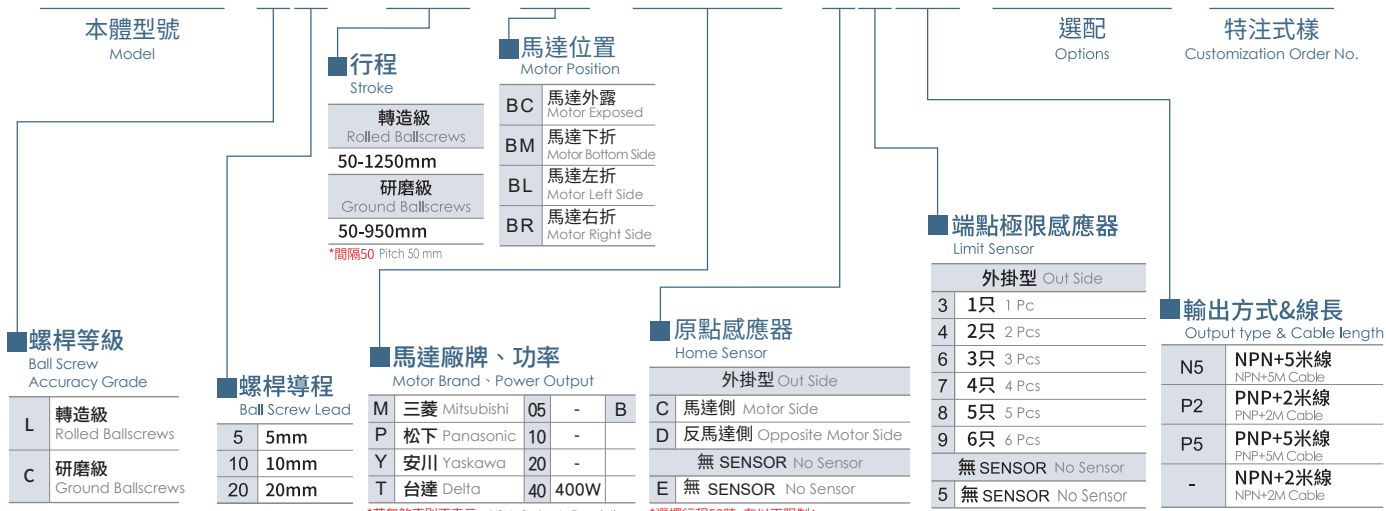 本體型號
Model
選配
Options
特注式樣
Customization Order No.
行程
Stroke
轉造級
Rolled Ballscrews
50-1250mm
研磨級
Ground Ballscrews
50-950mm
*間隔50 Pitch 50 mm
馬達位置
Motor Position
BC 馬達外露
Motor Exposed
BM 馬達下折
Motor Bottom Side
BL 馬達左折
Motor Left Side
BR 馬達右折
Motor Right Side
螺桿等級
Ball Screw
Accuracy Grade
L 轉造級
Rolled Ballscrews
C 研磨級
Ground Ballscrews
螺桿導程
Ball Screw Lead
5 5mm
10 10mm
20 20mm
馬達廠牌、功率
Motor Brand、Power Output
M 三菱 Mitsubishi 05 - B
P 松下 Panasonic 10 -
Y 安川 Yaskawa 20 -
T 台達 Delta 40 400W
原點感應器
Home Sensor
外掛型 Out Side
C 馬達側 Motor Side
D 反馬達側 Opposite Motor Side
無 SENSOR No Sensor
E 無 SENSOR No Sensor
端點極限感應器
Limit Sensor
外掛型 Out Side
3 1只 1 Pc
4 2只 2 Pcs
6 3只 3 Pcs
7 4只 4 Pcs
8 5只 5 Pcs
9 6只 6 Pcs
無 SENSOR No Sensor
5 無 SENSOR No Sensor
輸出方式&線長
Output type & Cable length
N5 NPN+5米線
NPN+5M Cable
P2 PNP+2米線
PNP+2M Cable
P5 PNP+5米線
PNP+5M Cable
- NPN+2米線
NPN+2M Cable